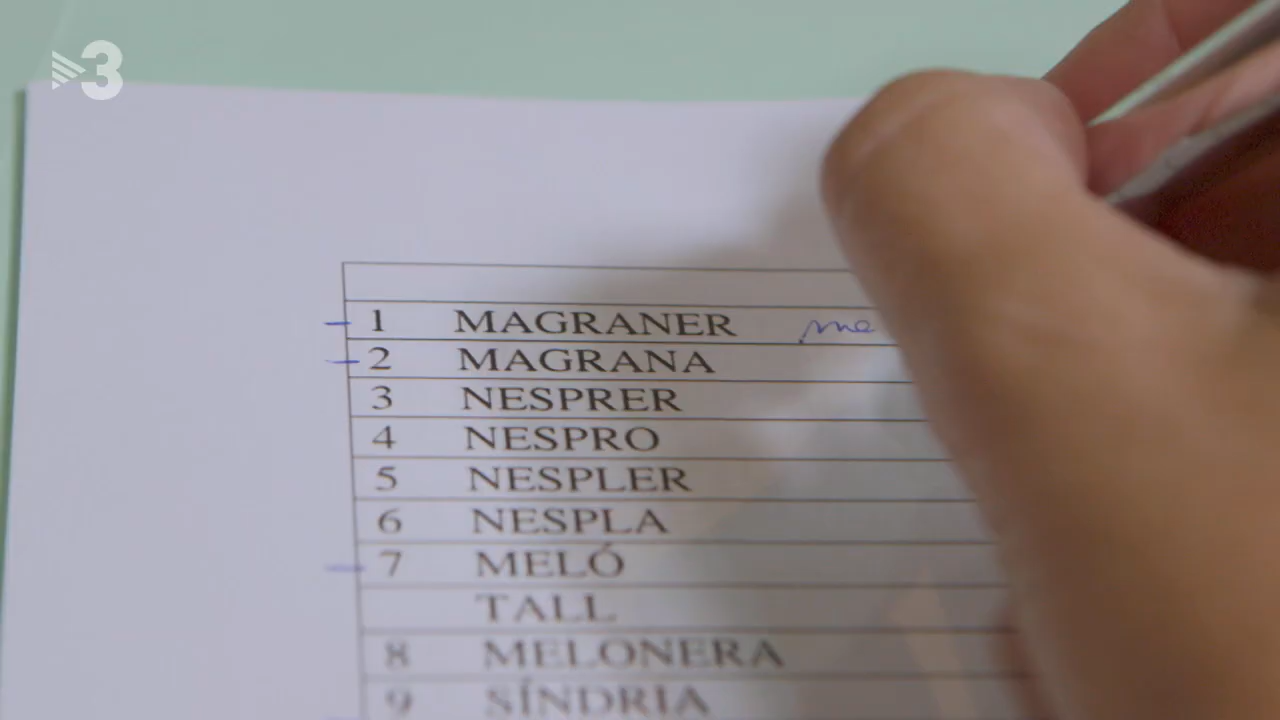 3
1 MAGRANER me
2 MAGRANA
3 NESPRER
4 NESPRO
5 NESPLER
6 NESPLA
7 MELÓ
TALL
8 MELONERA
9 SÍNDRIA